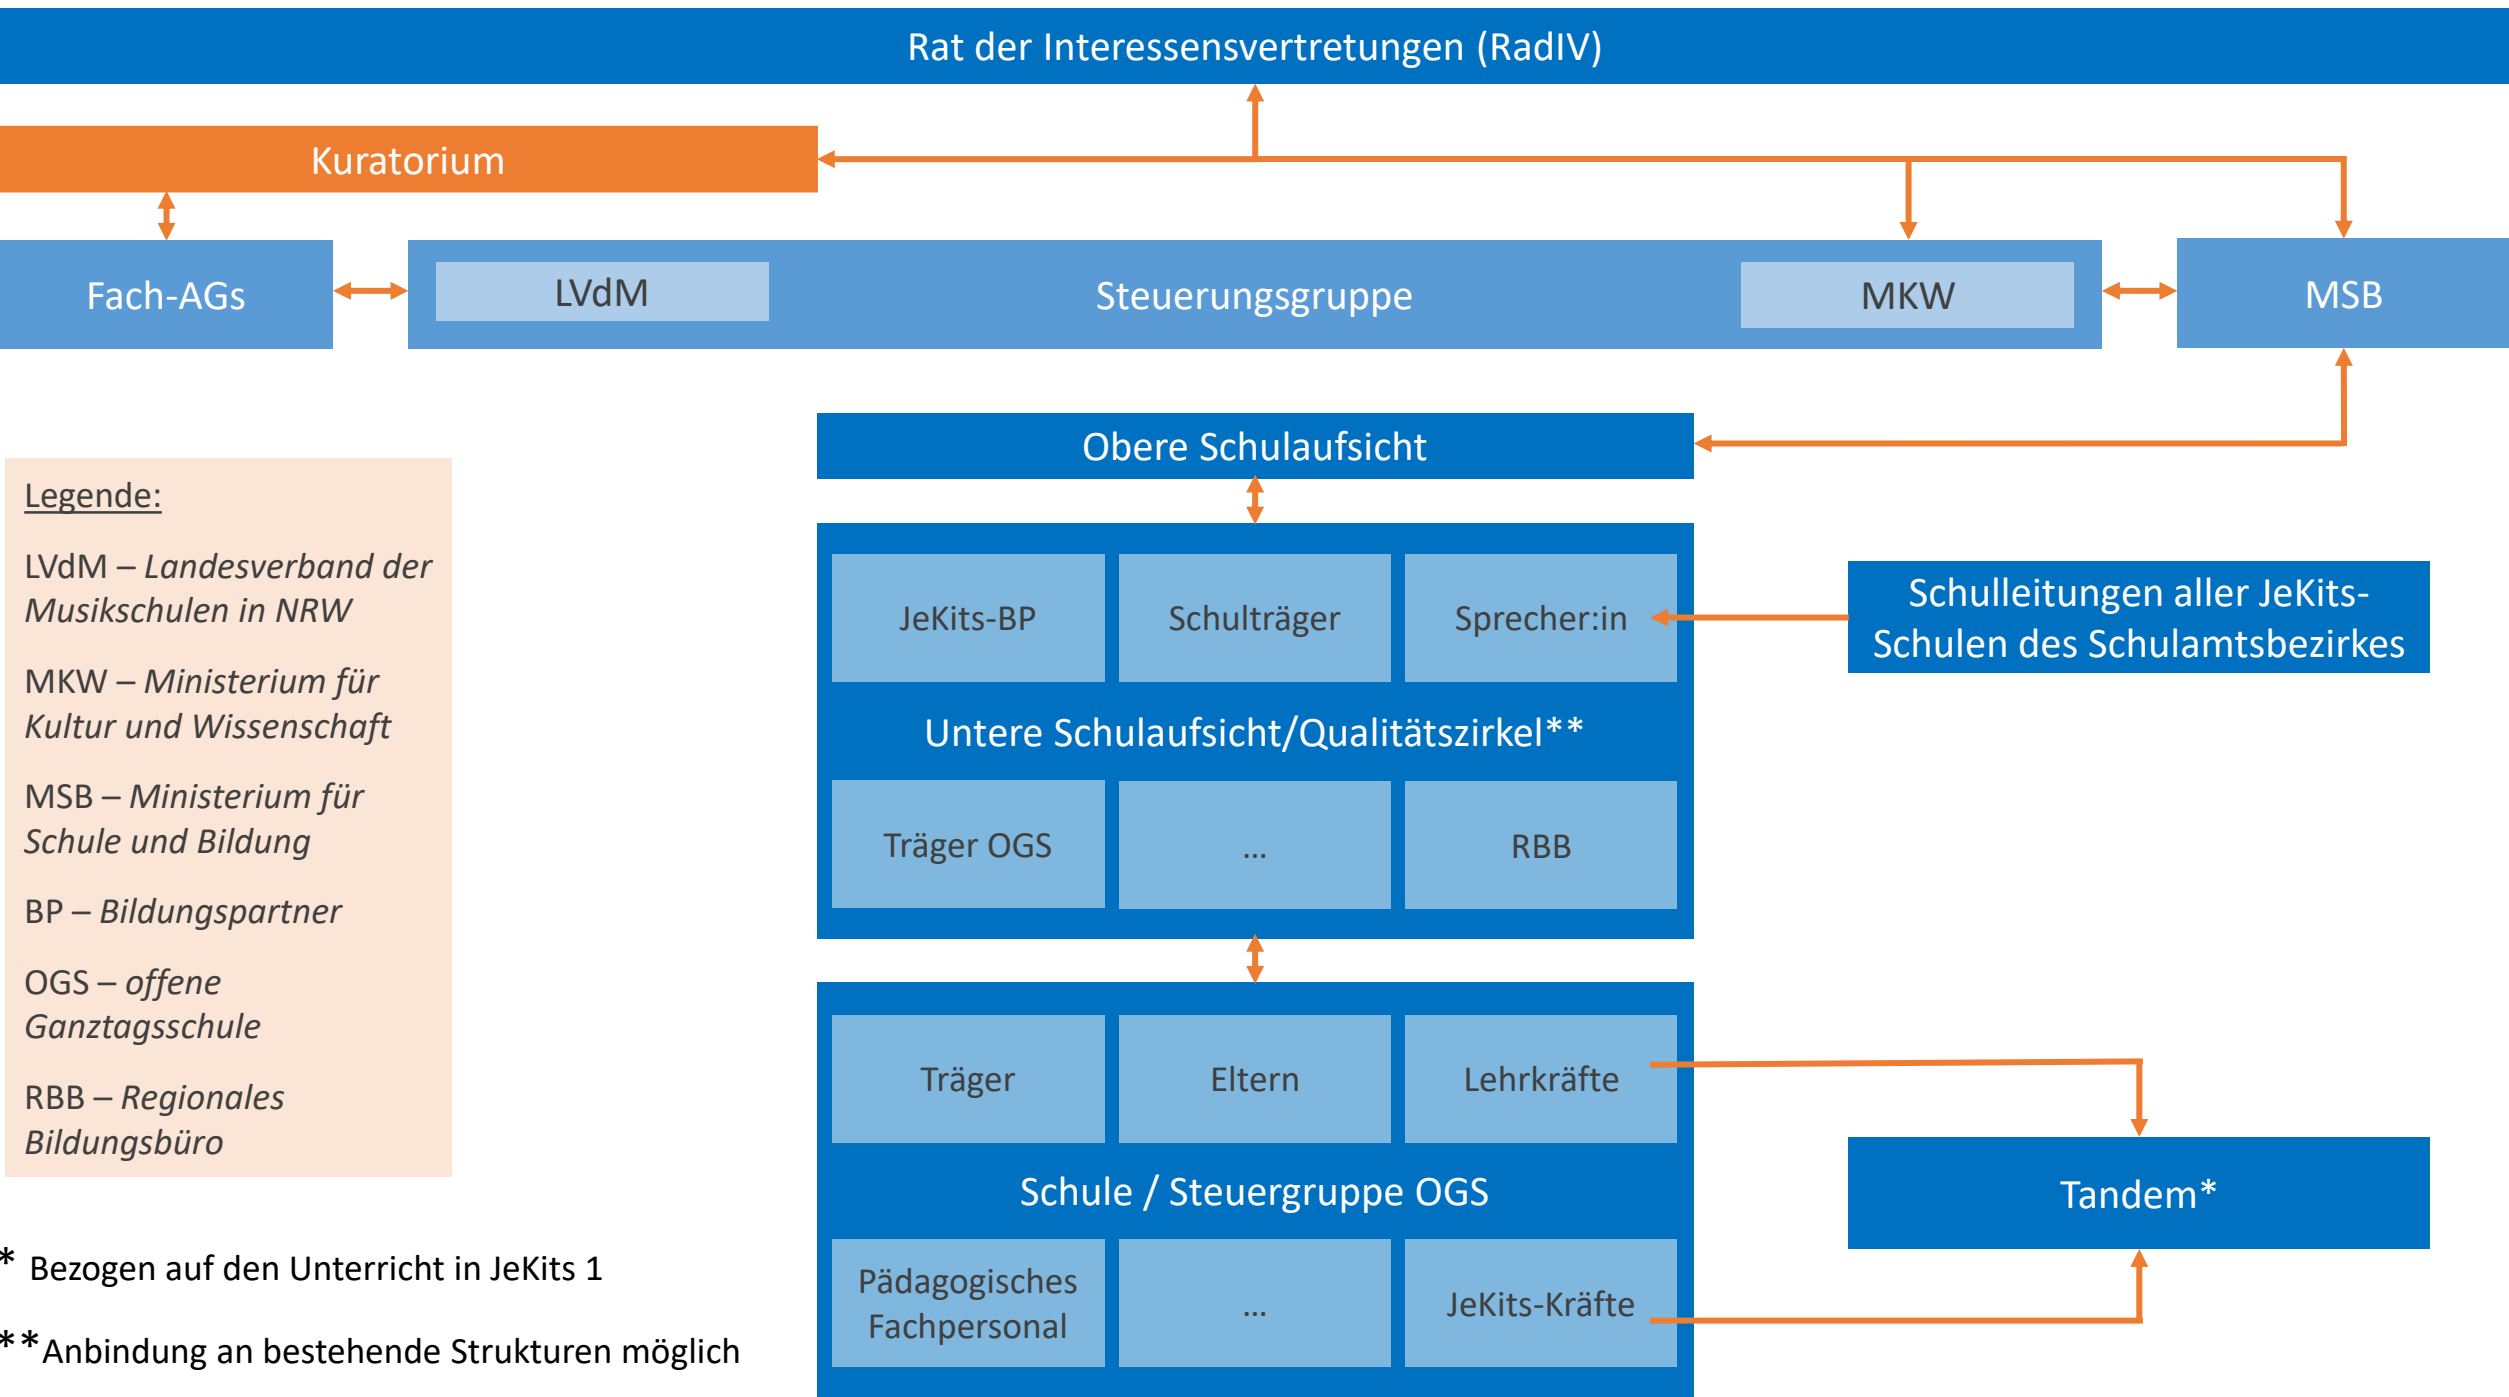 Rat der Interessensvertretungen (RadIV)
Kuratorium
Fach-AGs
LVdM
Steuerungsgruppe
MKW
MSB
Obere Schulaufsicht
JeKits-BP
Schulträger
Sprecher:in
Schulleitungen aller JeKits-
Schulen des Schulamtsbezirkes
Untere Schulaufsicht/Qualitätszirkel**
Träger OGS
...
RBB
Träger
Eltern
Lehrkräfte
Schule / Steuergruppe OGS
Tandem*
Pädagogisches
Fachpersonal
...
JeKits-Kräfte
Legende:
LVdM – Landesverband der
Musikschulen in NRW
MKW – Ministerium für
Kultur und Wissenschaft
MSB – Ministerium für
Schule und Bildung
BP – Bildungspartner
OGS – offene
Ganztagsschule
RBB – Regionales
Bildungsbüro
* Bezogen auf den Unterricht in JeKits 1
**Anbindung an bestehende Strukturen möglich